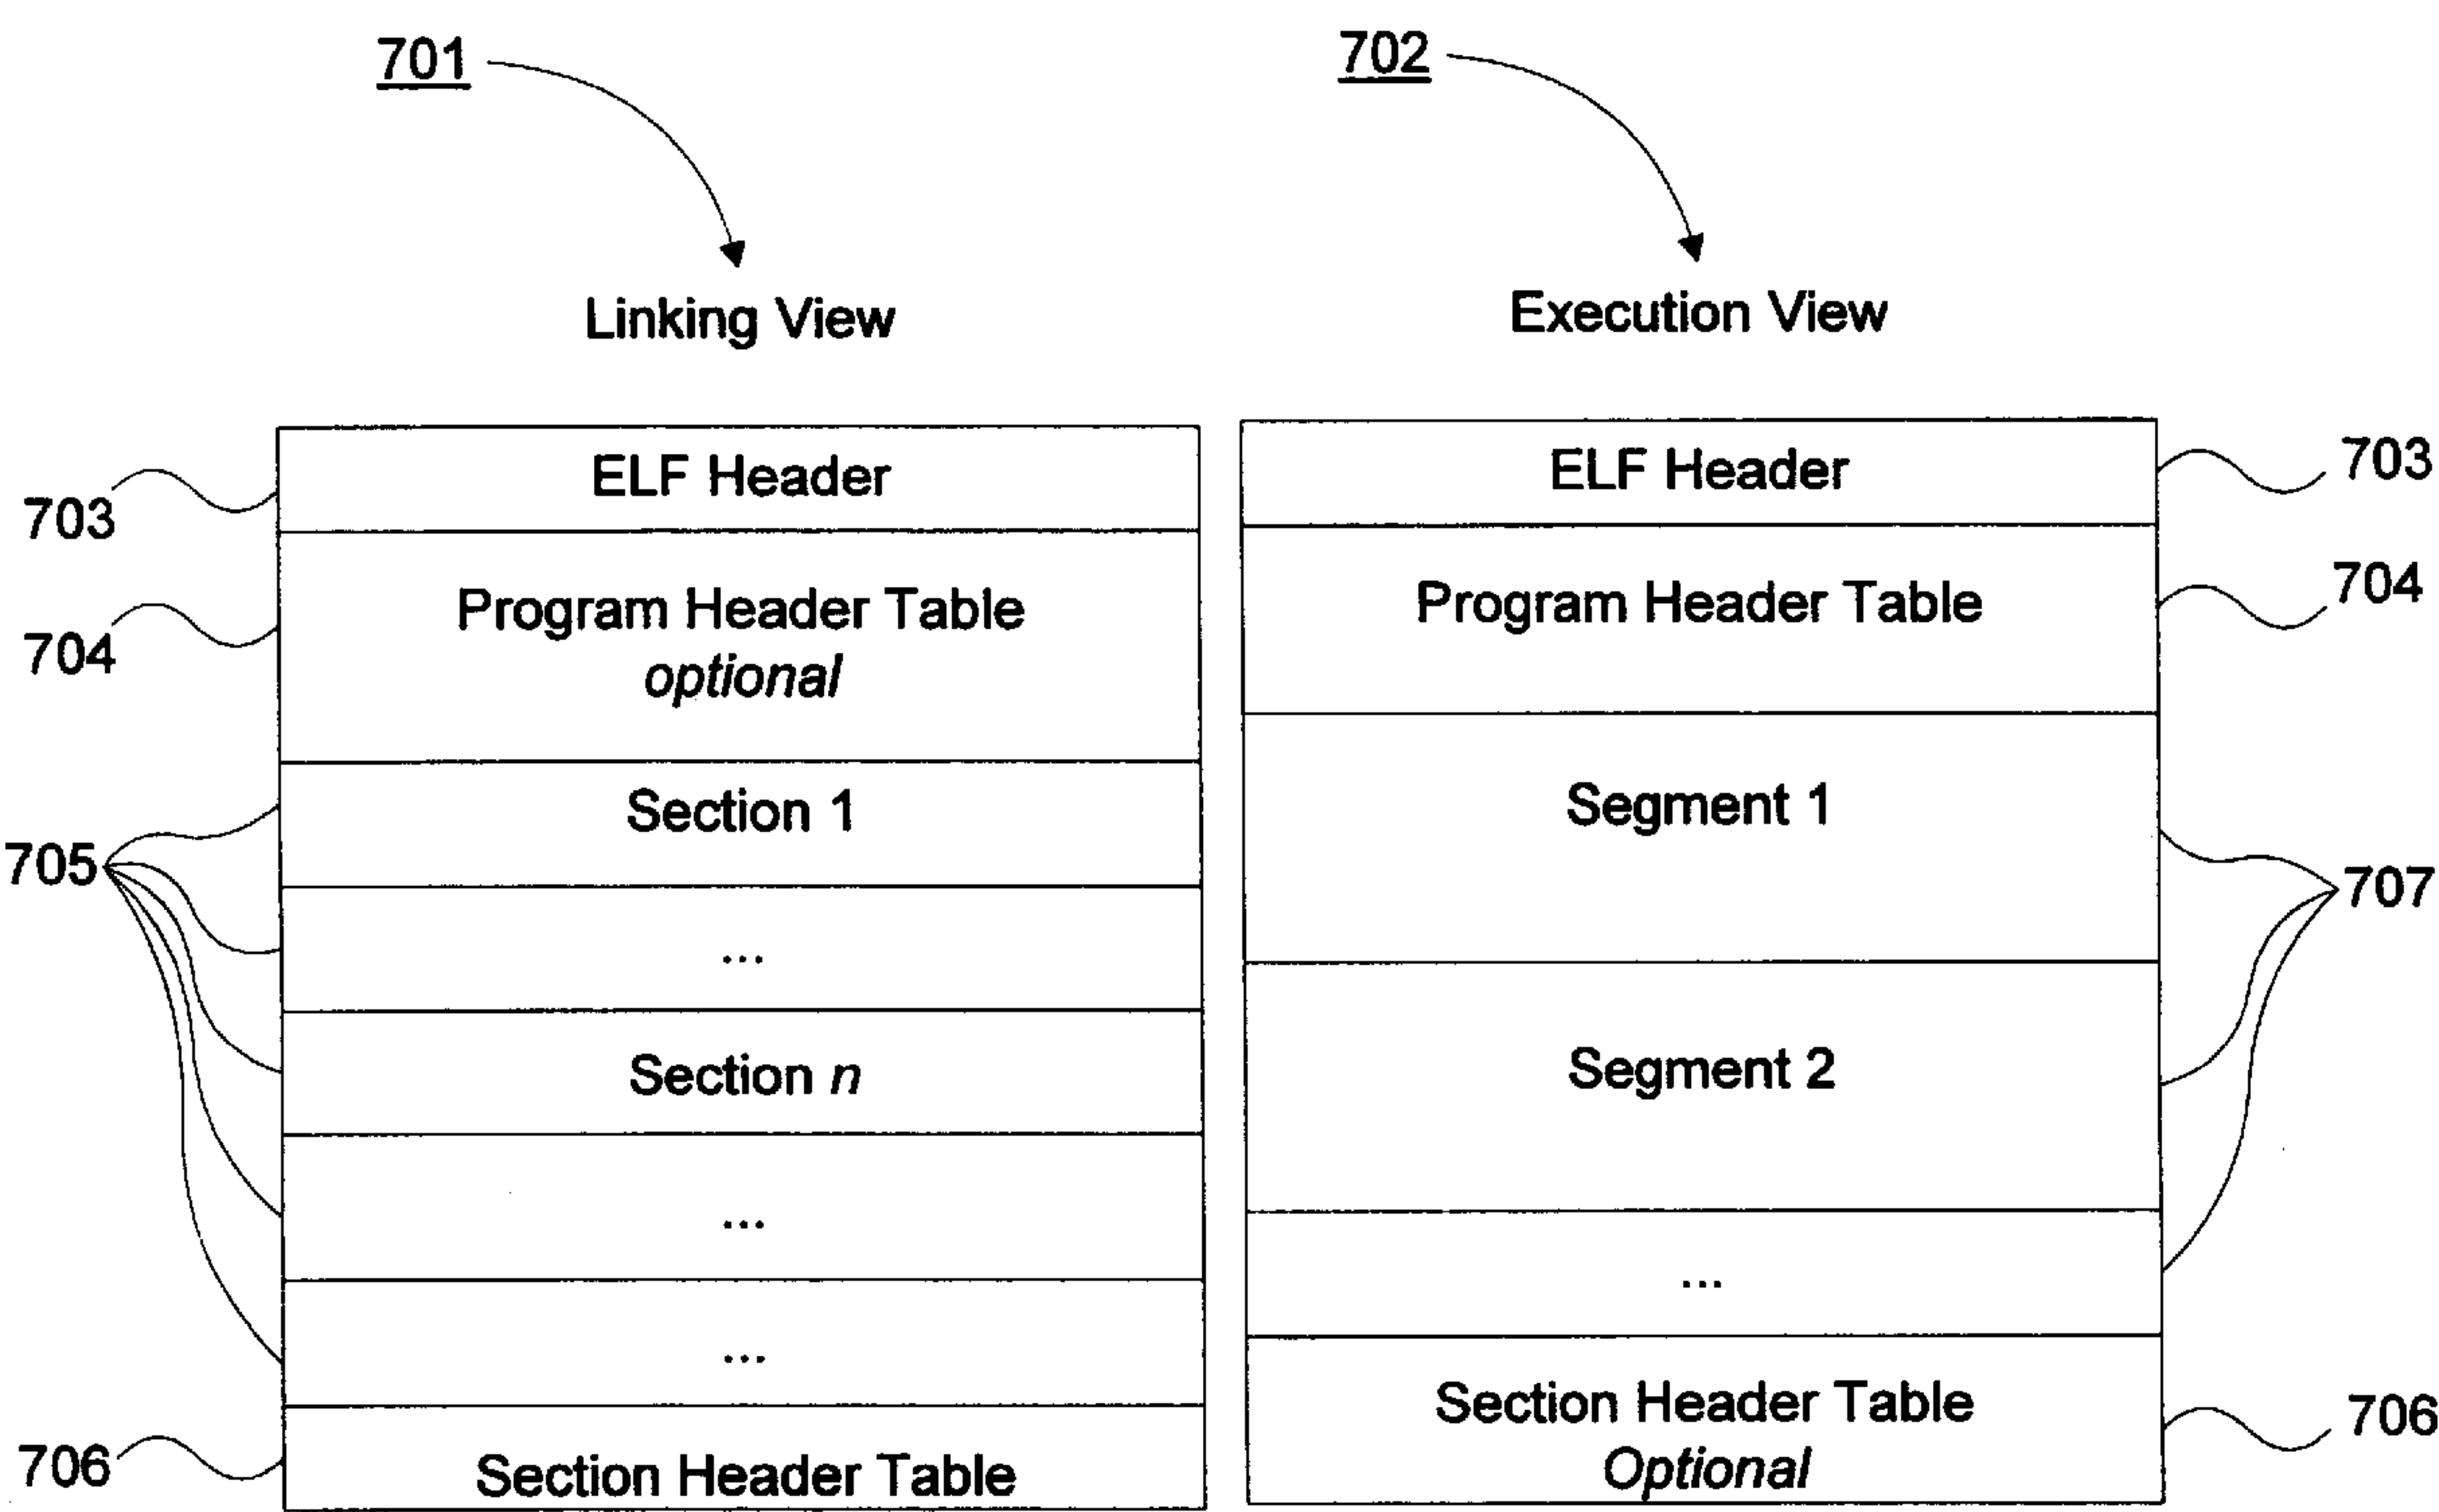 701
702
Linking View
Execution View
703
ELF Header
704
Program Header Table
optional
705
Section 1
...
Section n
...
...
706
Section Header Table
ELF Header
703
Program Header Table
704
Segment 1
707
Segment 2
...
Section Header Table
Optional
706